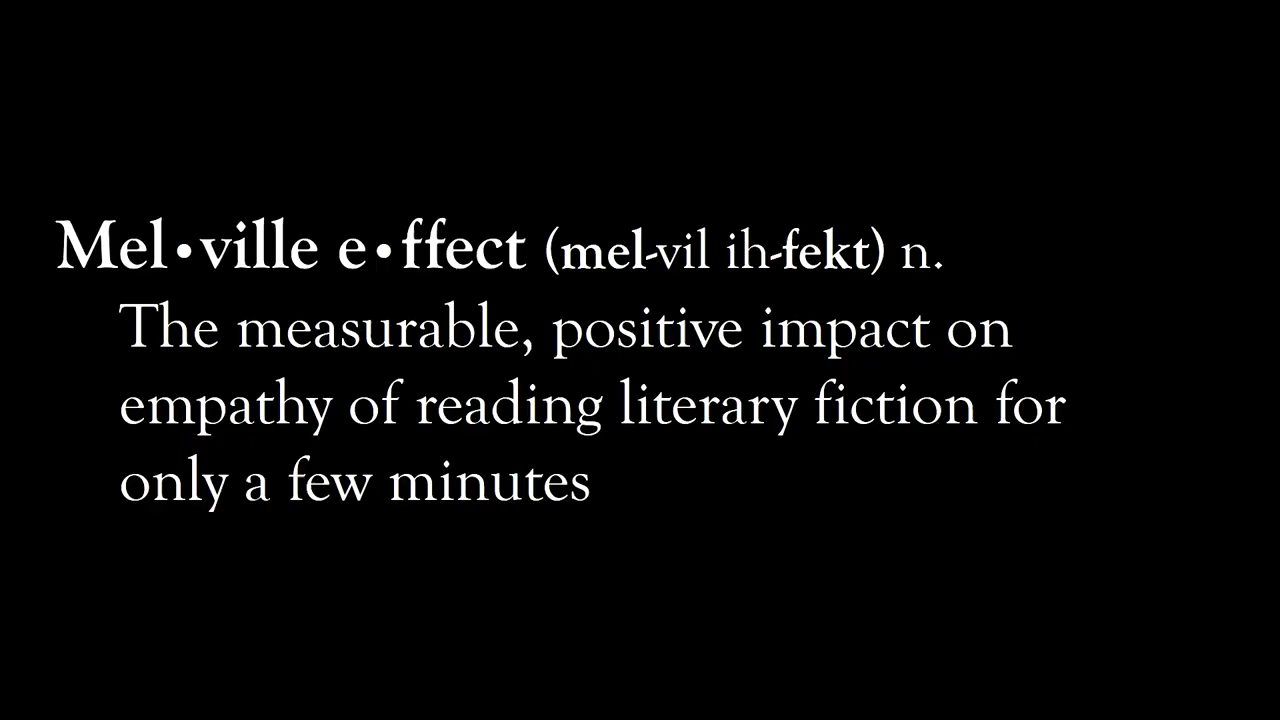 Mel•ville e•ffect (mel-vil ih-fekt) n.
The measurable, positive impact on
empathy of reading literary fiction for
only a few minutes